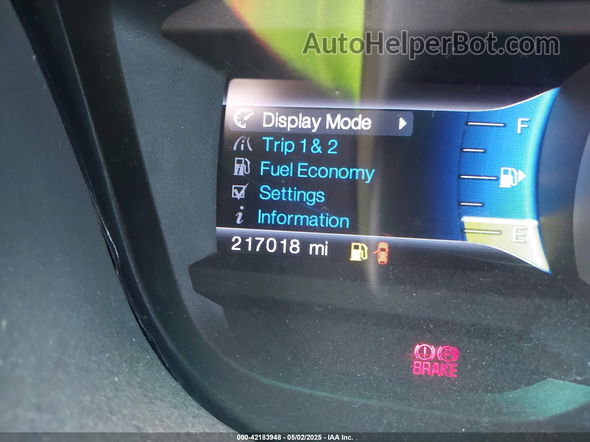 AutoHelperBot.com
Display Mode
F
Trip 1 & 2
Fuel Economy
Settings
i Information
E
217018 mi
BRAKE
000-42183948 - 05/02/2025 - IAA Inc.